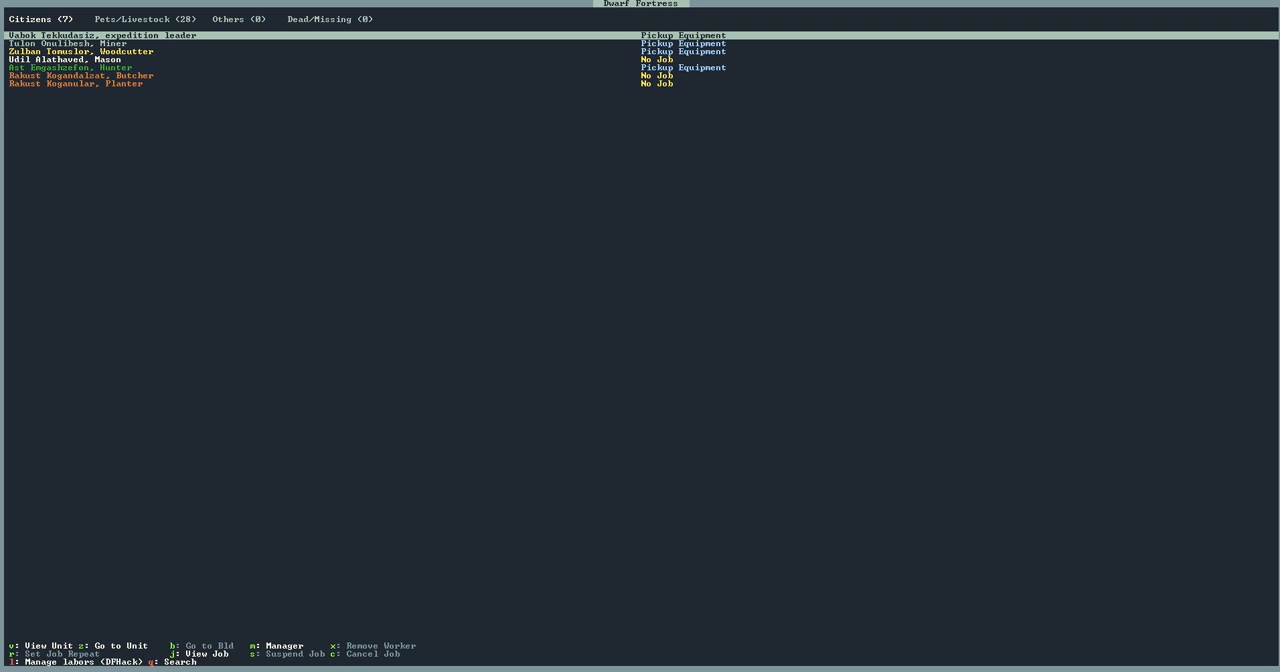 Dwarf Fortress
Citizens (7) Pets/Livestock (28) Others (0) Dead/Missing (0)
Vabok Tekkudasiz, expedition leader Pickup Equipment
Tulon Onulibesh, Miner Pickup Equipment
Zulban Tomuslor, Woodcutter Pickup Equipment
Udil Alathaved, Mason No Job
Ast Emgashzefon, Hunter Pickup Equipment
Rakust Kogandalzat, Butcher No Job
Rakust Koganular, Planter No Job
v: View Unit z: Go to Unit b: Go to Bld m: Manager x: Remove Worker
r: Set Job Repeat j: View Job s: Suspend Job c: Cancel Job
l: Manage labors (DFHack) q: Search